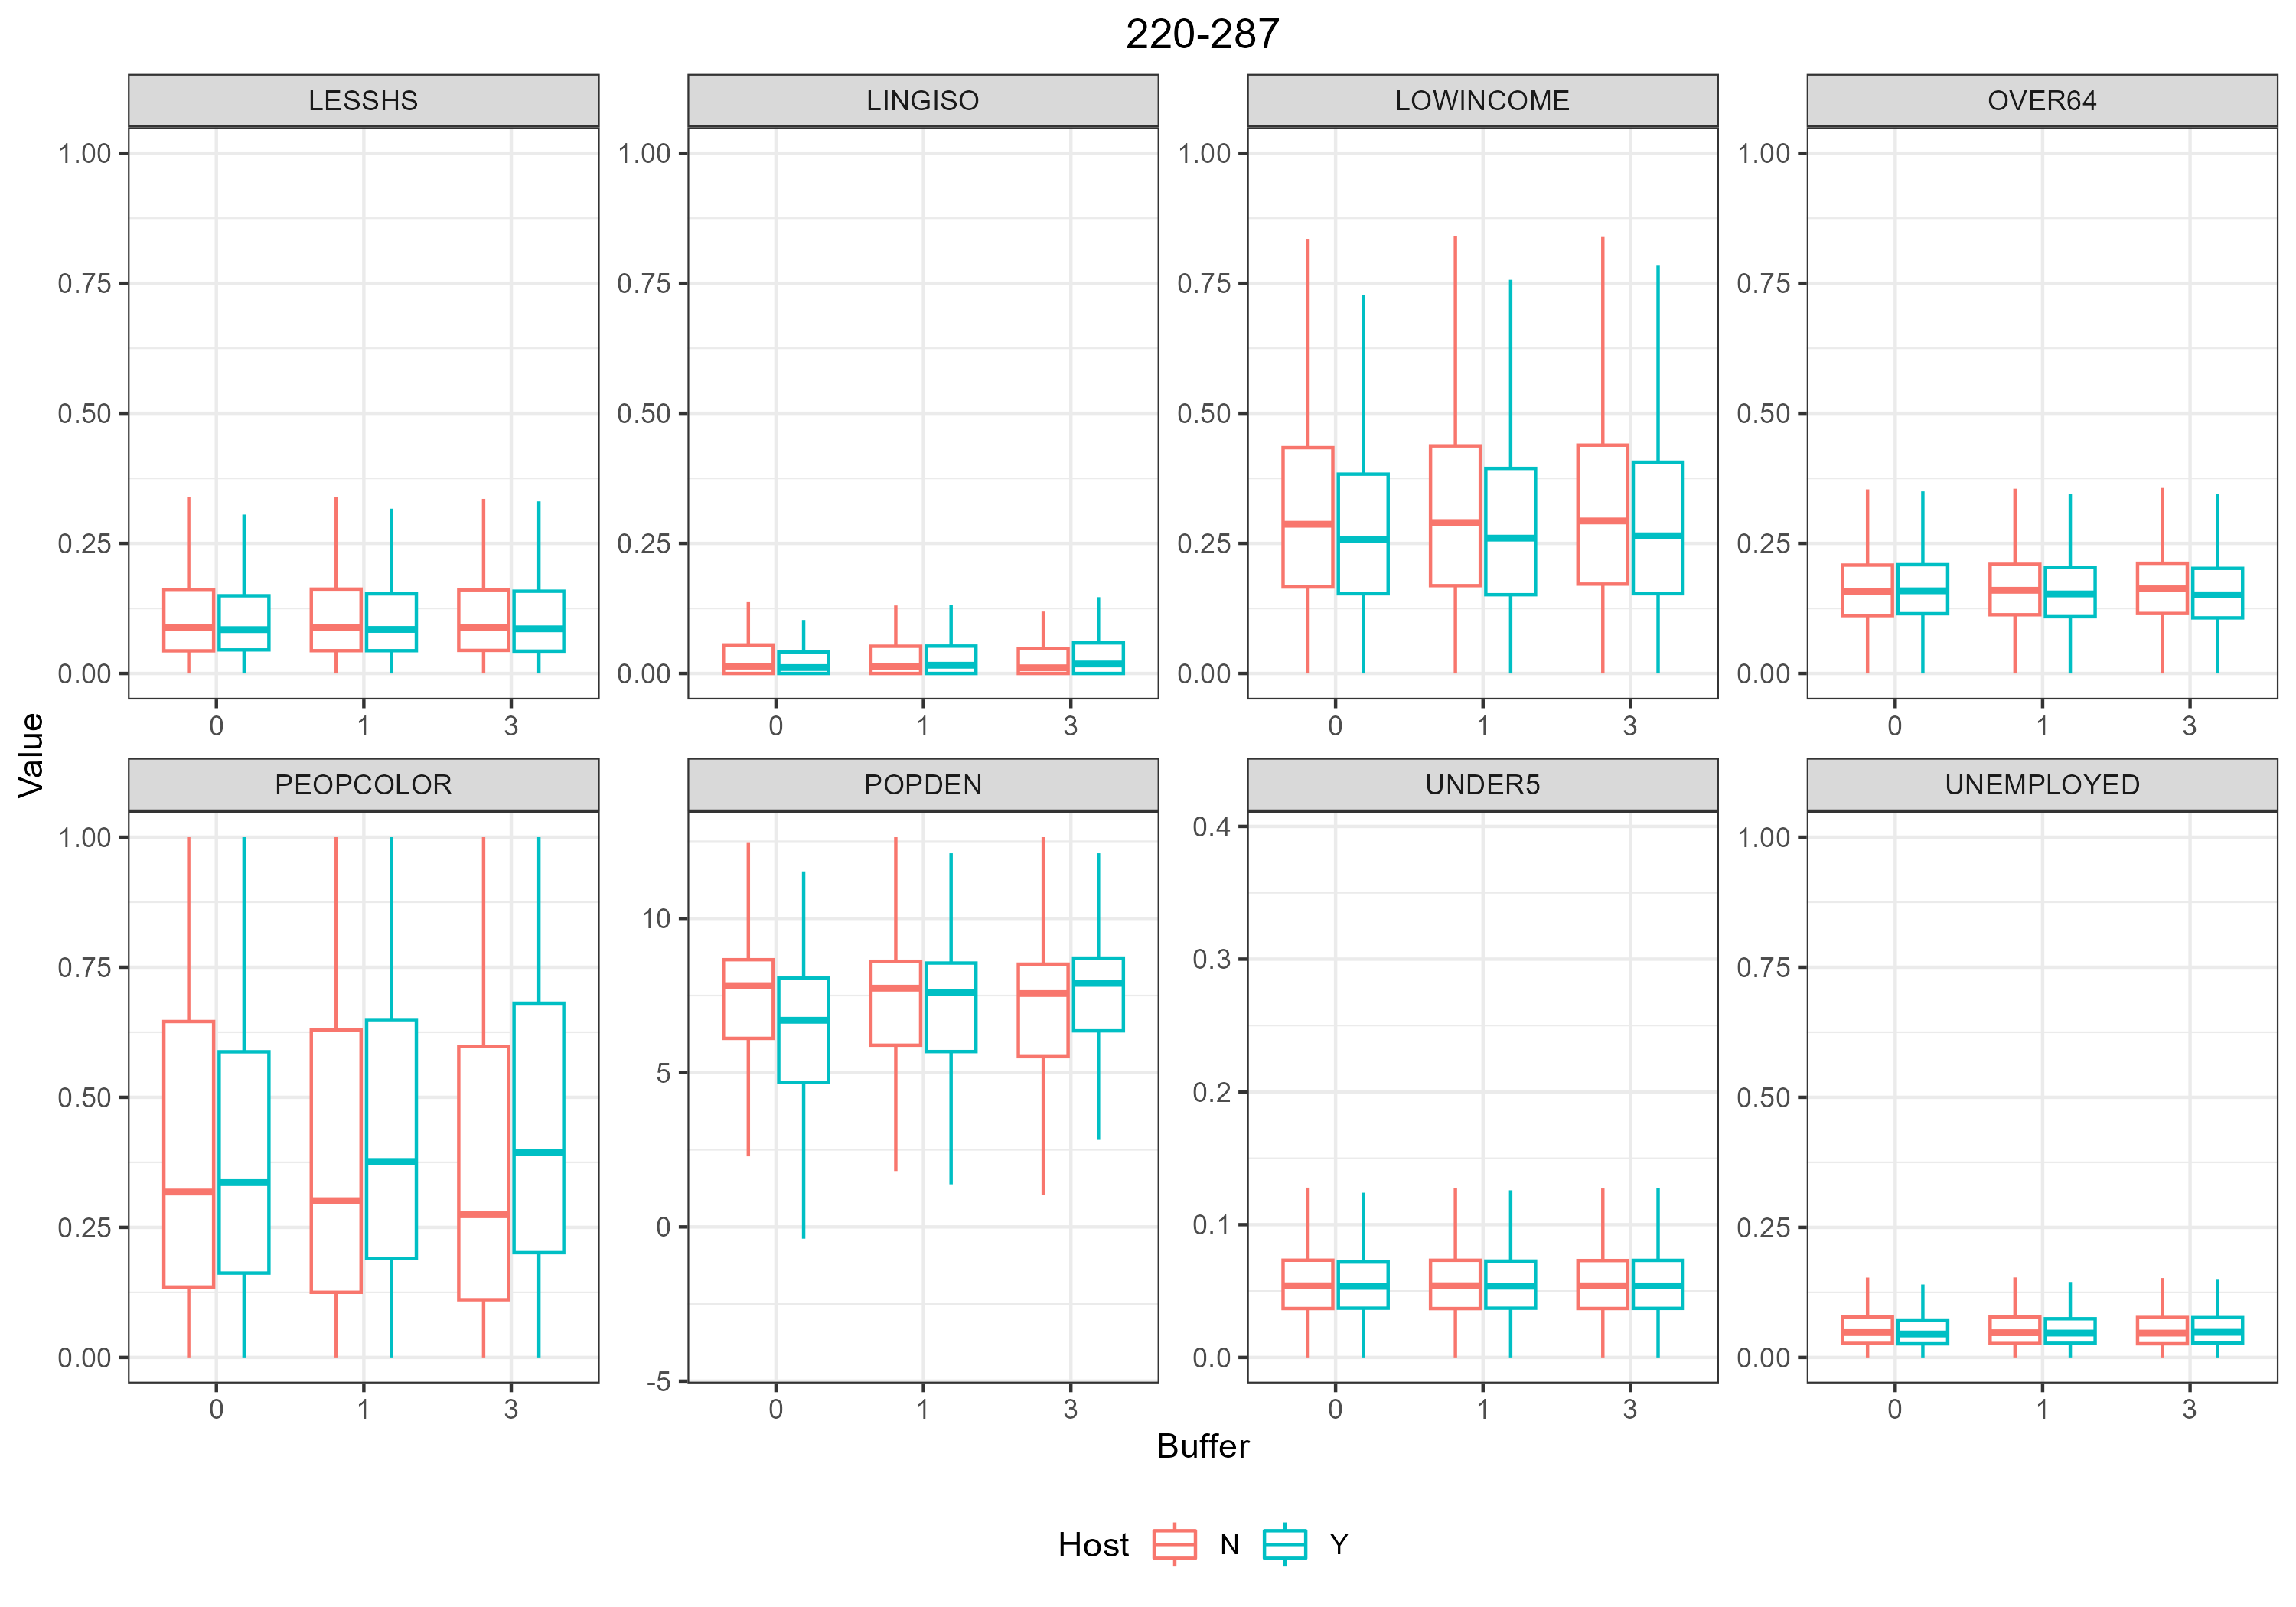 220-287
LESSHS LINGISO LOWINCOME OVER64
1.00 1.00 1.00 1.00
0.75 0.75 0.75 0.75
0.50 0.50 0.50 0.50
0.25 0.25 0.25 0.25
0.00 0.00 0.00 0.00
0 1 3 0 1 3 0 1 3 0 1 3
Value
PEOPCOLOR POPDEN UNDER5 UNEMPLOYED
1.00 10 0.4 1.00
0.75 5 0.3 0.75
0.50 0 0.2 0.50
0.25 -5 0.1 0.25
0.00 0.0 0.00
0 1 3 0 1 3 0 1 3 0 1 3
Buffer
Host N Y